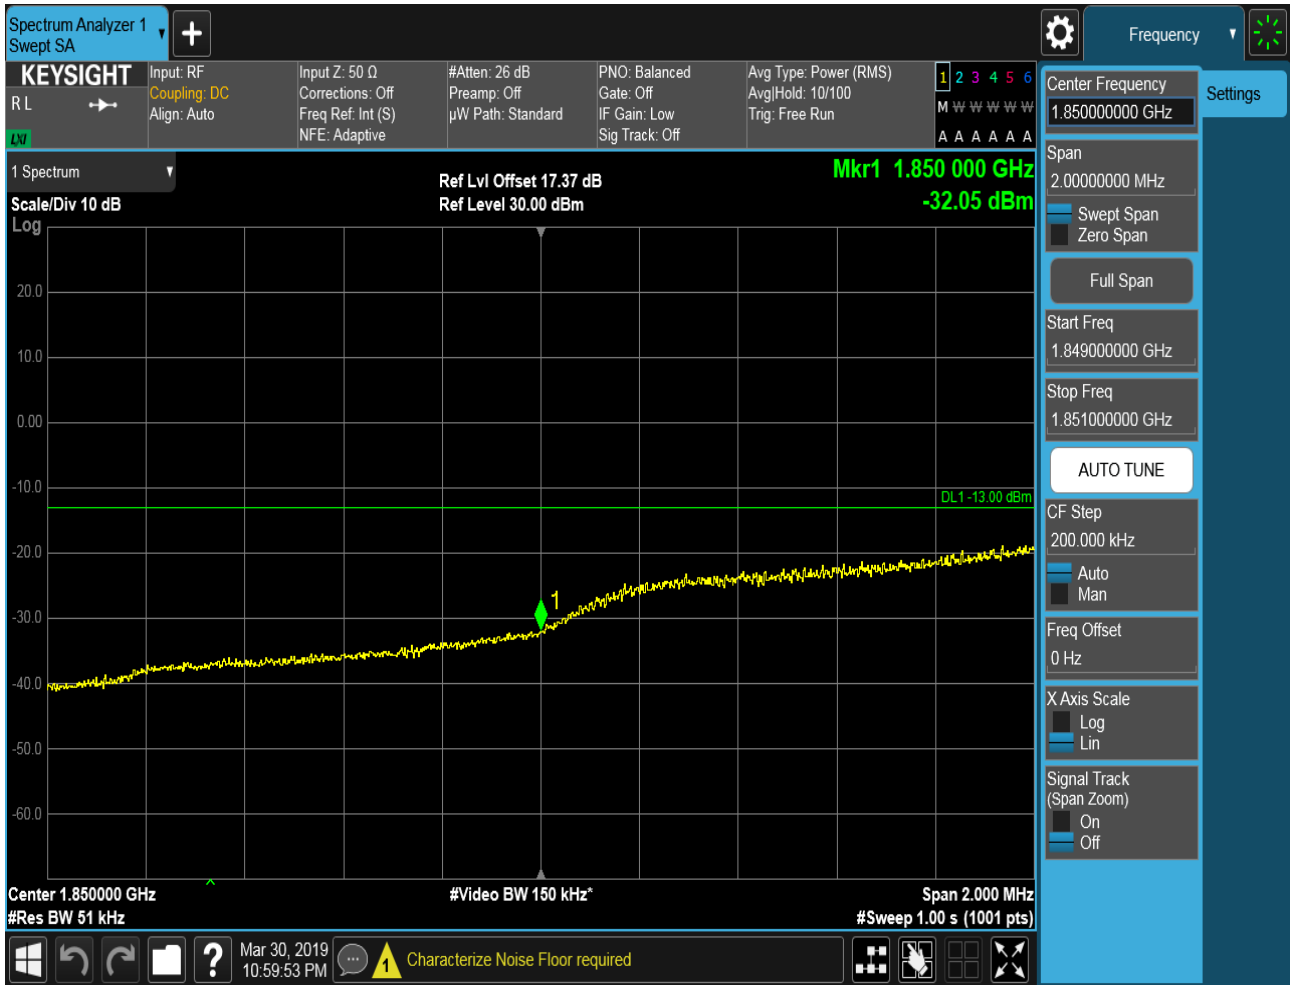 Spectrum Analyzer 1
Swept SA
Frequency
KEYSIGHT
R L
LXI
Input: RF
Coupling: DC
Align: Auto
Input Z: 50 Ω
Corrections: Off
Freq Ref: Int (S)
NFE: Adaptive
#Atten: 26 dB
Preamp: Off
µW Path: Standard
PNO: Balanced
Gate: Off
IF Gain: Low
Sig Track: Off
Avg Type: Power (RMS)
Avg|Hold: 10/100
Trig: Free Run
1 2 3 4 5 6
M W W W W W
A A A A A A
1 Spectrum
Scale/Div 10 dB
Log
Ref Lvl Offset 17.37 dB
Ref Level 30.00 dBm
Mkr1 1.850 000 GHz
-32.05 dBm
20.0
10.0
0.00
-10.0
DL1 -13.00 dBm
-20.0
1
-30.0
-40.0
-50.0
-60.0
Center 1.850000 GHz
#Video BW 150 kHz*
Span 2.000 MHz
#Res BW 51 kHz
#Sweep 1.00 s (1001 pts)
?
Mar 30, 2019
10:59:53 PM
1
Characterize Noise Floor required
Center Frequency
1.850000000 GHz
Settings
Span
2.00000000 MHz
Swept Span
Zero Span
Full Span
Start Freq
1.849000000 GHz
Stop Freq
1.851000000 GHz
AUTO TUNE
CF Step
200.000 kHz
Auto
Man
Freq Offset
0 Hz
X Axis Scale
Log
Lin
Signal Track
(Span Zoom)
On
Off